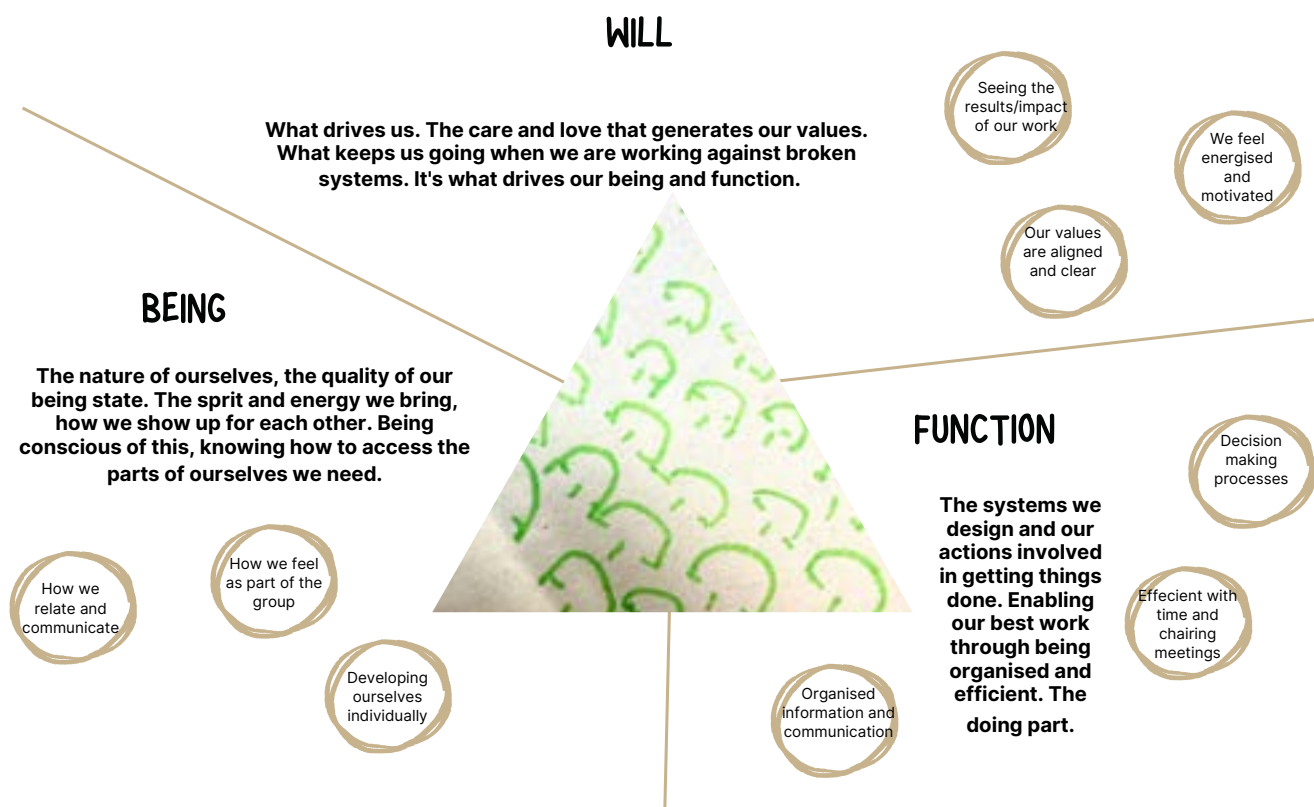 WILL
What drives us. The care and love that generates our values.
What keeps us going when we are working against broken
systems. It's what drives our being and function.
Seeing the
results/impact
of our work
We feel
energised
and
motivated
Our values
are aligned
and clear
BEING
The nature of ourselves, the quality of our
being state. The sprit and energy we bring,
how we show up for each other. Being
conscious of this, knowing how to access the
parts of ourselves we need.
How we
relate and
communicate
How we feel
as part of the
group
Developing
ourselves
individually
FUNCTION
The systems we
design and our
actions involved
in getting things
done. Enabling
our best work
through being
organised and
efficient. The
doing part.
Decision
making
processes
Effecient with
time and
chairing
meetings
Organised
information and
communication